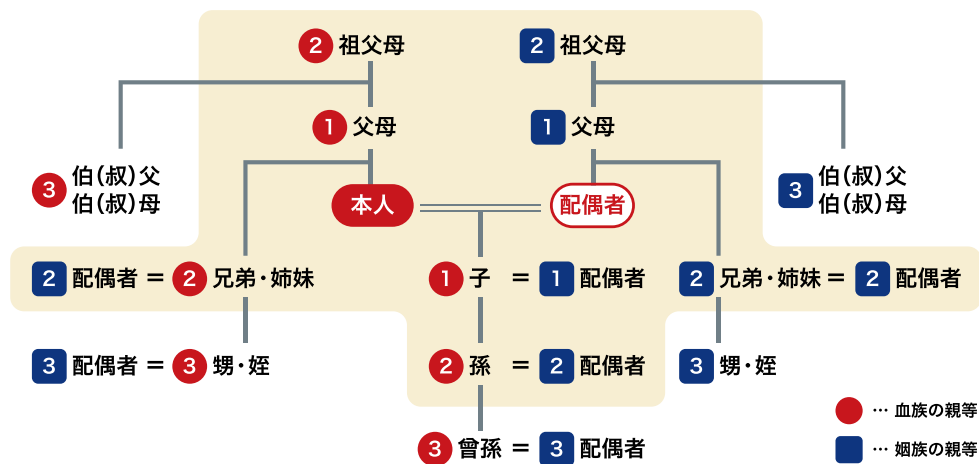 2 祖父母
2 祖父母
1 父母
1 父母
3 伯(叔)父
伯(叔)母
本人
配偶者
3 伯(叔)父
伯(叔)母
2 配偶者 = 2 兄弟・姉妹
1 子 = 1 配偶者
2 兄弟・姉妹 = 2 配偶者
3 配偶者 = 3 甥・姪
2 孫 = 2 配偶者
3 甥・姪
3 曾孫 = 3 配偶者
… 血族の親等
… 姻族の親等